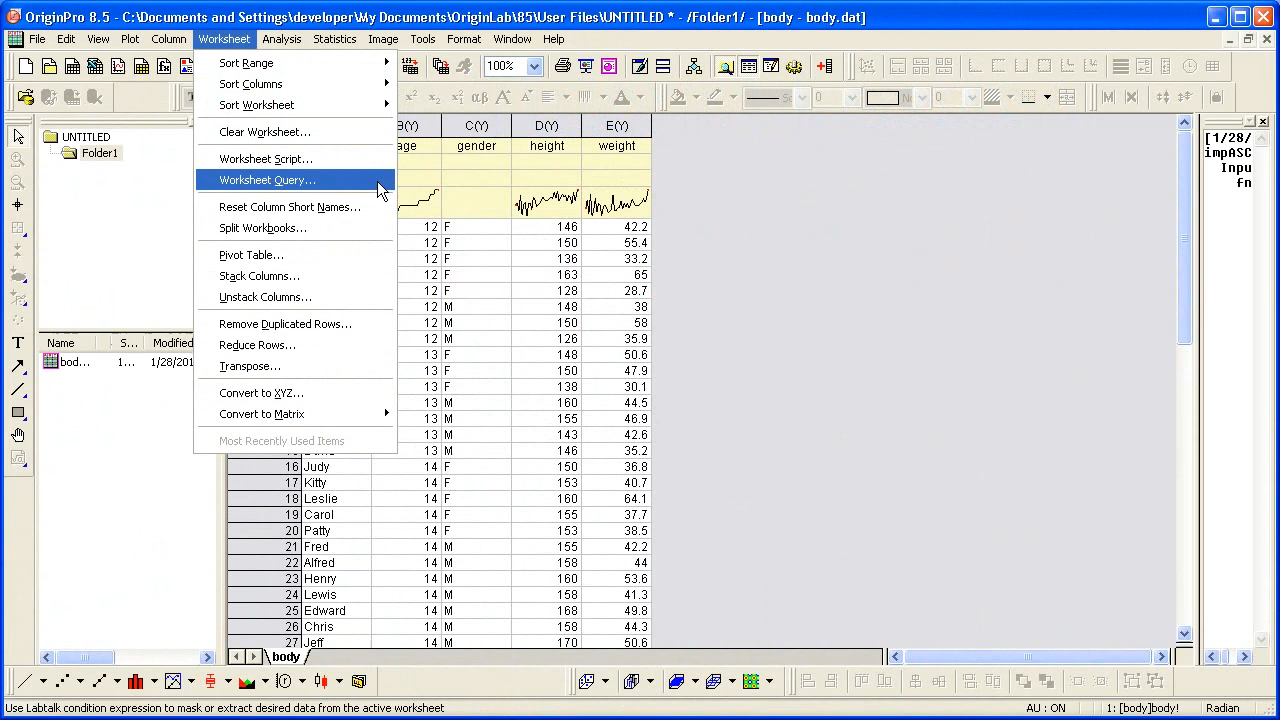 OriginPro 8.5 - C:\Documents and Settings\developer\My Documents\OriginLab\85\User Files\UNTITLED * - /Folder1/ - [body - body.dat]
File Edit View Plot Column Worksheet Analysis Statistics Image Tools Format Window Help
100%
Sort Range
Sort Columns
Sort Worksheet
Clear Worksheet...
Worksheet Script...
Worksheet Query...
Reset Column Short Names...
Split Workbooks...
Pivot Table...
Stack Columns...
Unstack Columns...
Remove Duplicated Rows...
Reduce Rows...
Transpose...
Convert to XYZ...
Convert to Matrix
Most Recently Used Items
UNTITLED
Folder1
Name S... Modified
bod... 1... 1/28/201
B(Y) C(Y) D(Y) E(Y)
age gender height weight
12 F 146 42.2
12 F 150 55.4
12 F 136 33.2
12 F 163 65
12 F 128 28.7
12 M 148 38
12 M 150 58
12 M 126 35.9
13 F 148 50.6
13 F 150 47.9
13 F 138 30.1
13 M 160 44.5
13 M 155 46.9
13 M 143 42.6
13 M 146 35.2
16 Judy 14 F 150 36.8
17 Kitty 14 F 153 40.7
18 Leslie 14 F 160 64.1
19 Carol 14 F 155 37.7
20 Patty 14 F 153 38.5
21 Fred 14 M 155 42.2
22 Alfred 14 M 158 44
23 Henry 14 M 160 53.6
24 Lewis 14 M 158 41.3
25 Edward 14 M 168 49.8
26 Chris 14 M 158 44.3
27 Jeff 14 M 170 50.6
body
[1/28/
impASC
Inpu
fn
Use Labtalk condition expression to mask or extract desired data from the active worksheet
AU : ON 1: [body]body! Radian